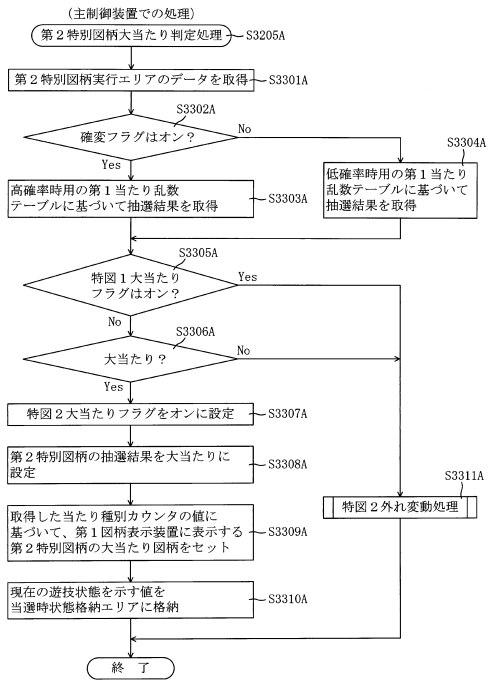 (主制御装置での処理)
第2特別図柄大当たり判定処理
S3205A
第2特別図柄実行エリアのデータを取得
S3301A
S3302A
確変フラグはオン?
No
Yes
S3304A
高確率時用の第1当たり乱数
テーブルに基づいて抽選結果を取得
S3303A
低確率時用の第1当たり
乱数テーブルに基づいて
抽選結果を取得
S3305A
特図1大当たり
フラグはオン?
Yes
No
S3306A
大当たり?
No
Yes
特図2大当たりフラグをオンに設定
S3307A
第2特別図柄の抽選結果を大当たりに
設定
S3308A
S3311A
特図2外れ変動処理
取得した当たり種別カウンタの値に
基づいて、第1図柄表示装置に表示する
第2特別図柄の大当たり図柄をセット
S3309A
現在の遊技状態を示す値を
当選時状態格納エリアに格納
S3310A
終 了